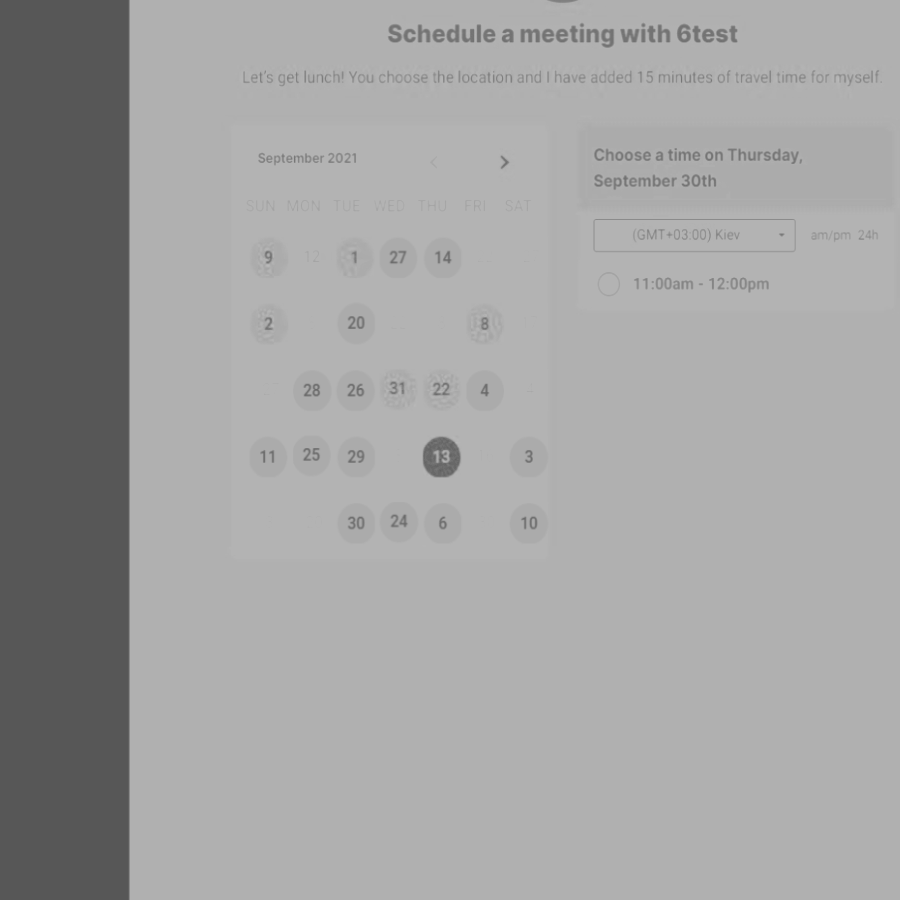 Schedule a meeting with 6test
Let's get lunch! You choose the location and I have added 15 minutes of travel time for myself.
September 2021
SUN MON TUE WED THU FRI SAT
9 12 1 27 14
2 20 8
28 26 31 22 4
11 25 29 13 3
30 24 6 10
Choose a time on Thursday,
September 30th
(GMT+03:00) Kiev am/pm 24h
11:00am - 12:00pm